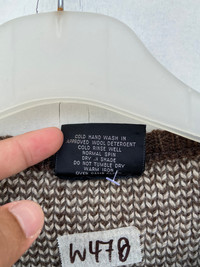 COLD HAND WASH IN
APPROVED WOOL DETERGENT
COLD RINSE WELL
NORMAL SPIN
DRY IN SHADE
DO NOT TUMBLE DRY
WARM IRON
W470